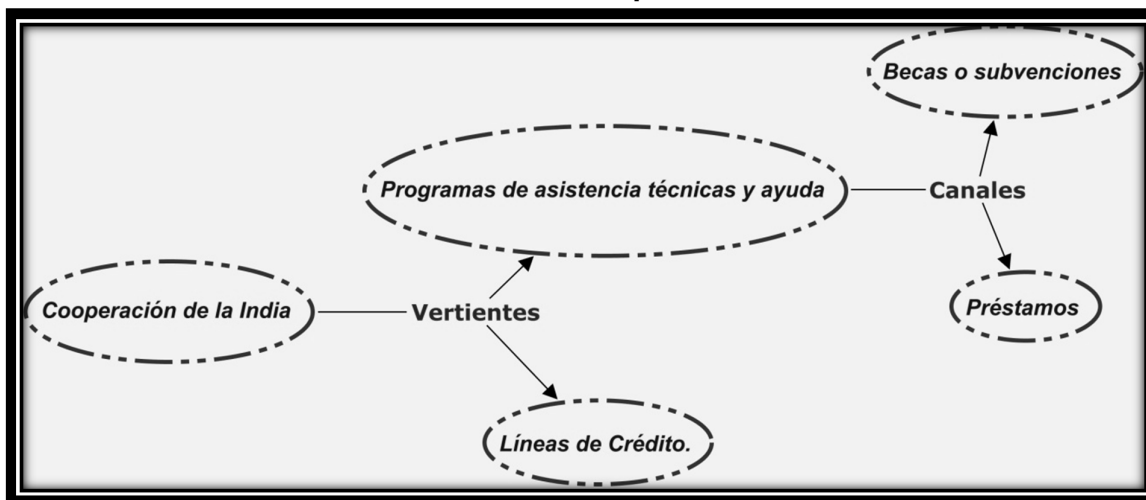 Becas o subvenciones
Programas de asistencia técnicas y ayuda
Canales
Cooperación de la India
Vertientes
Préstamos
Líneas de Crédito.